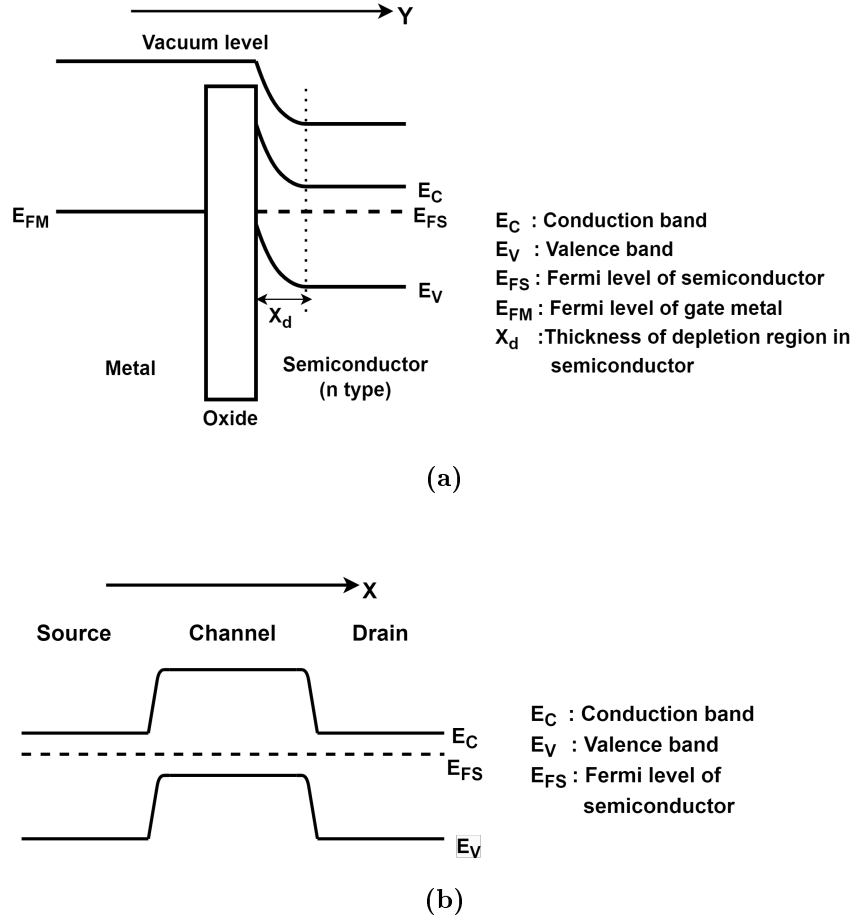 Y
Vacuum level
E_C
E_FM
E_FS
E_V
X_d
Metal
Semiconductor
(n type)
Oxide
E_C : Conduction band
E_V : Valence band
E_FS : Fermi level of semiconductor
E_FM : Fermi level of gate metal
X_d :Thickness of depletion region in
semiconductor
(a)
X
Source Channel Drain
E_C
E_FS
E_V
E_C : Conduction band
E_V : Valence band
E_FS : Fermi level of
semiconductor
(b)